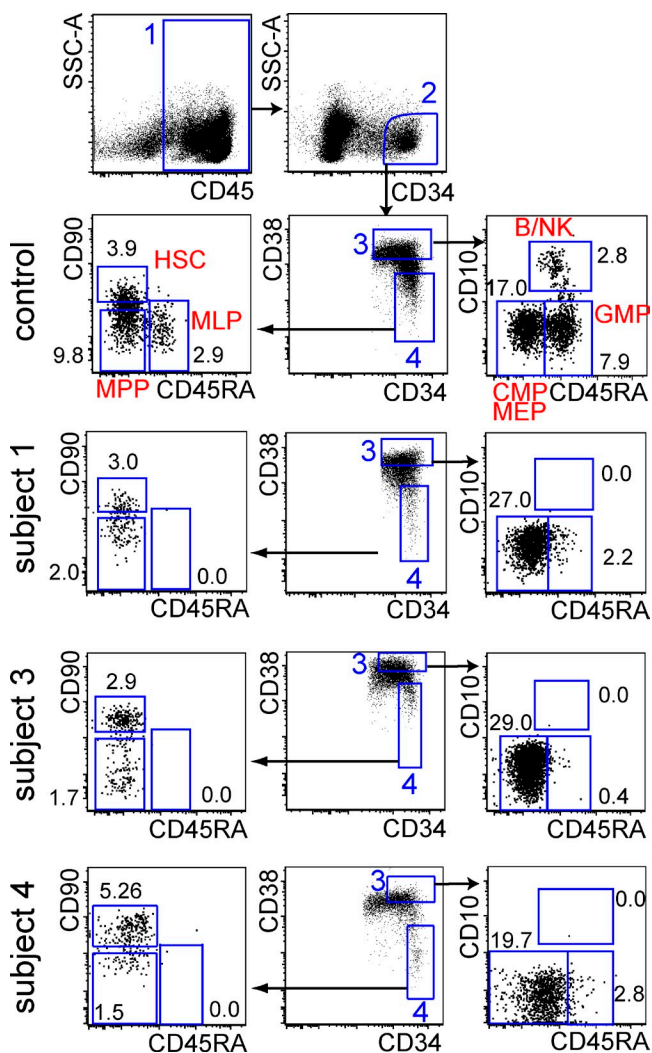 SSC-A
1
CD45
SSC-A
2
CD34
control
CD90
3.9
HSC
MLP
9.8
2.9
MPP
CD45RA
CD38
3
4
CD34
CD10
B/NK
2.8
17.0
GMP
7.9
CMP
MEP
CD45RA
subject 1
CD90
3.0
2.0
0.0
CD45RA
CD38
3
4
CD34
CD10
0.0
27.0
2.2
CD45RA
subject 3
CD90
2.9
1.7
0.0
CD45RA
CD38
3
4
CD34
CD10
0.0
29.0
0.4
CD45RA
subject 4
CD90
5.26
1.5
0.0
CD45RA
CD38
3
4
CD34
CD10
0.0
19.7
2.8
CD45RA